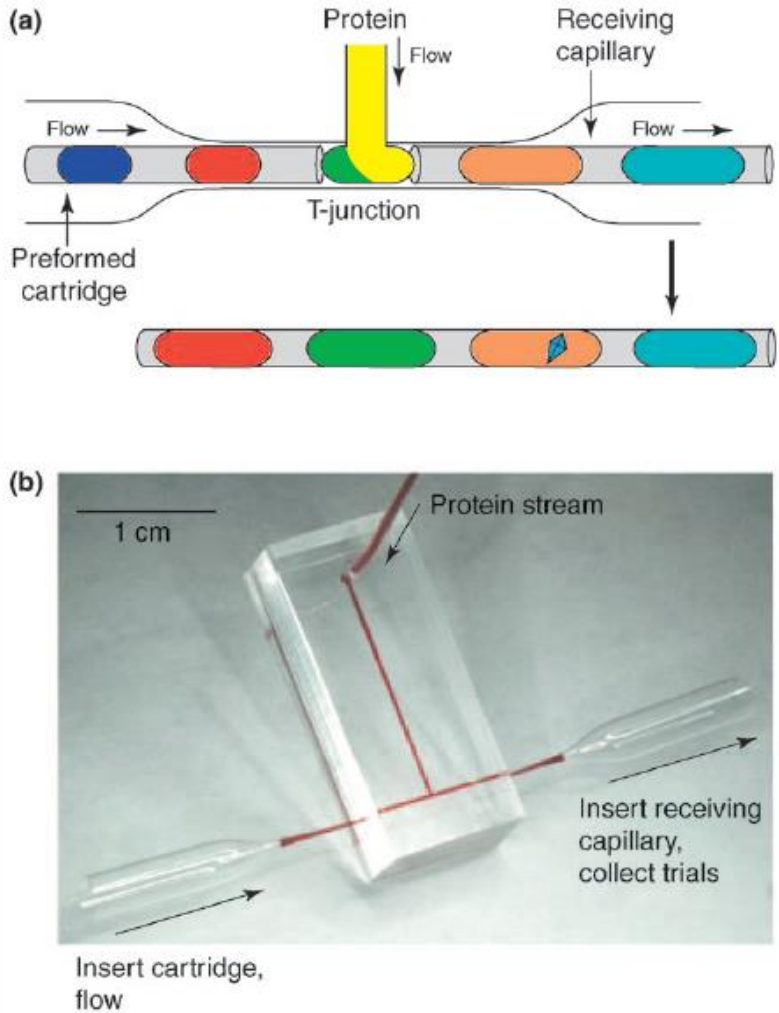 (a)
Protein
Flow
Receiving
capillary
Flow
Flow
T-junction
Preformed
cartridge
(b)
1 cm
Protein stream
Insert receiving
capillary,
collect trials
Insert cartridge,
flow